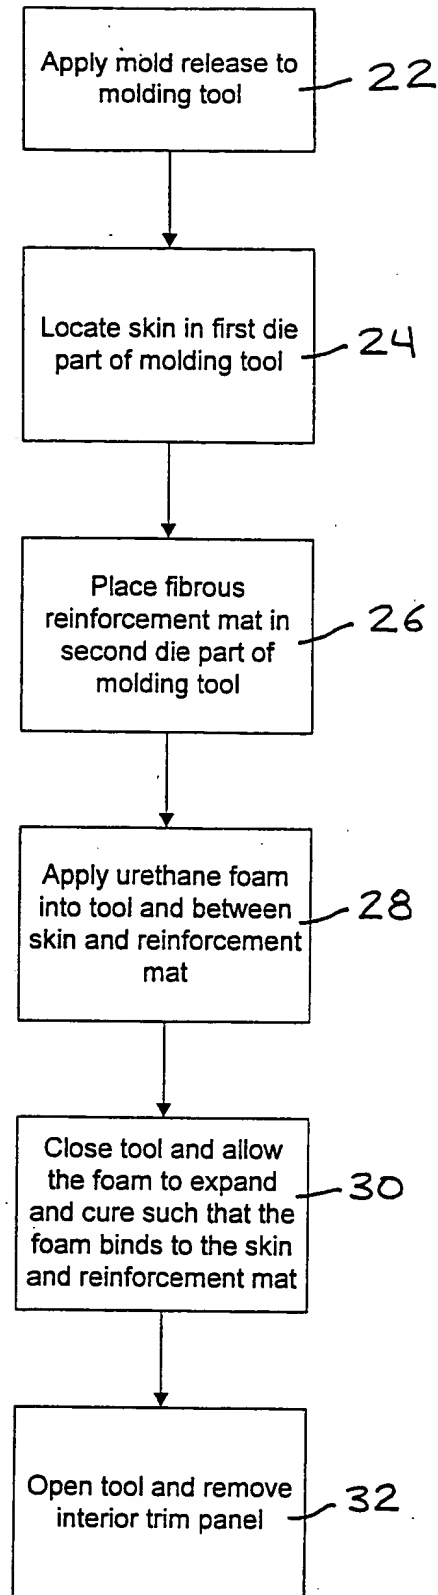 Apply mold release to
molding tool
22
Locate skin in first die
part of molding tool
24
Place fibrous
reinforcement mat in
second die part of
molding tool
26
Apply urethane foam
into tool and between
skin and reinforcement
mat
28
Close tool and allow
the foam to expand
and cure such that the
foam binds to the skin
and reinforcement mat
30
Open tool and remove
interior trim panel
32